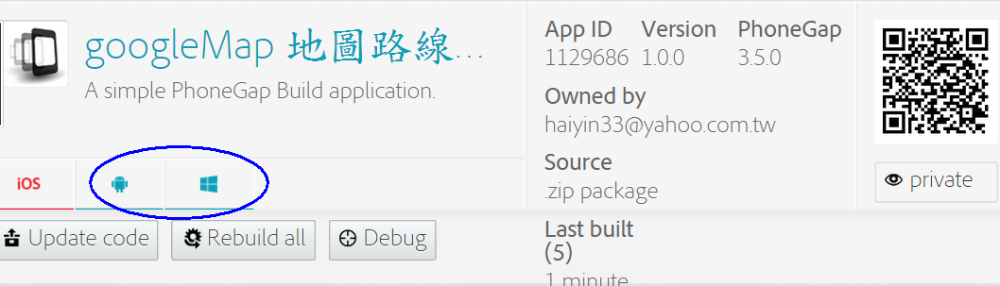 googleMap 地圖路線...
A simple PhoneGap Build application.
iOS
Update code
Rebuild all
Debug
App ID Version PhoneGap
1129686 1.0.0 3.5.0
Owned by
haiyin33@yahoo.com.tw
Source
.zip package
Last built
(5)
1 minute
private